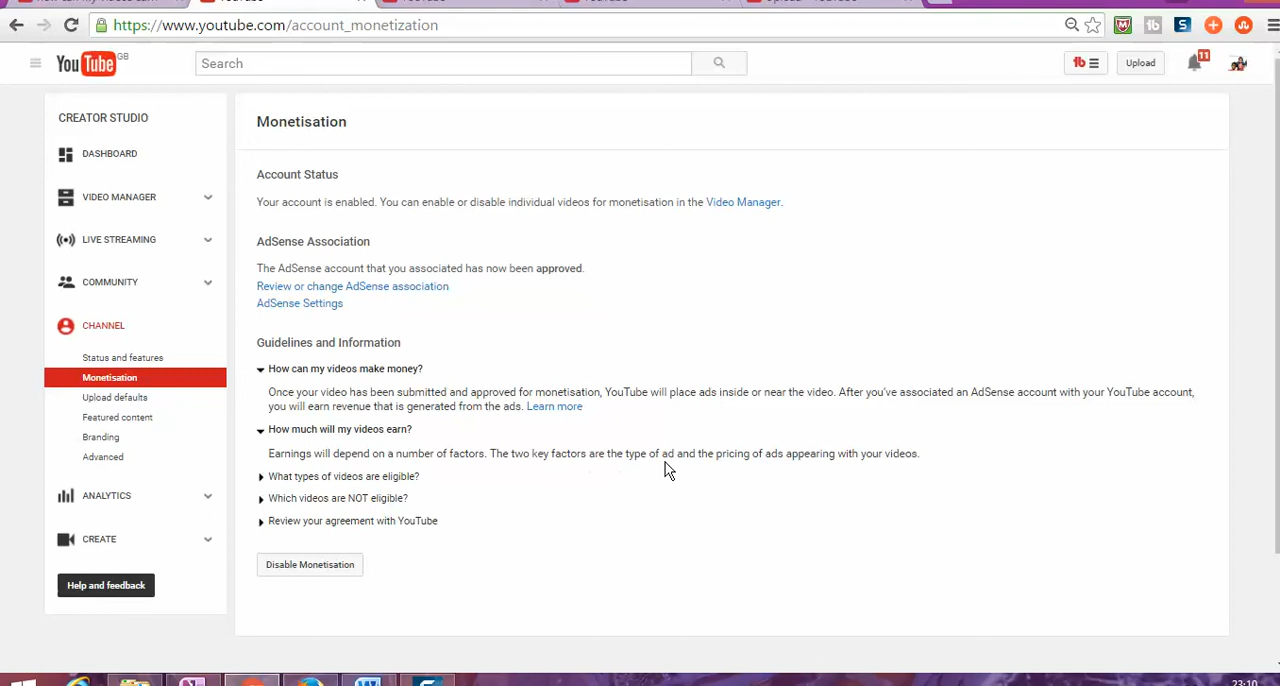 https://www.youtube.com/account_monetization
YouTube GB
Search
Upload
11
CREATOR STUDIO
DASHBOARD
VIDEO MANAGER
LIVE STREAMING
COMMUNITY
CHANNEL
Status and features
Monetisation
Upload defaults
Featured content
Branding
Advanced
ANALYTICS
CREATE
Help and feedback
Monetisation
Account Status
Your account is enabled. You can enable or disable individual videos for monetisation in the Video Manager.
AdSense Association
The AdSense account that you associated has now been approved.
Review or change AdSense association
AdSense Settings
Guidelines and Information
How can my videos make money?
Once your video has been submitted and approved for monetisation, YouTube will place ads inside or near the video. After you've associated an AdSense account with your YouTube account,
you will earn revenue that is generated from the ads. Learn more
How much will my videos earn?
Earnings will depend on a number of factors. The two key factors are the type of ad and the pricing of ads appearing with your videos.
What types of videos are eligible?
Which videos are NOT eligible?
Review your agreement with YouTube
Disable Monetisation
23:10